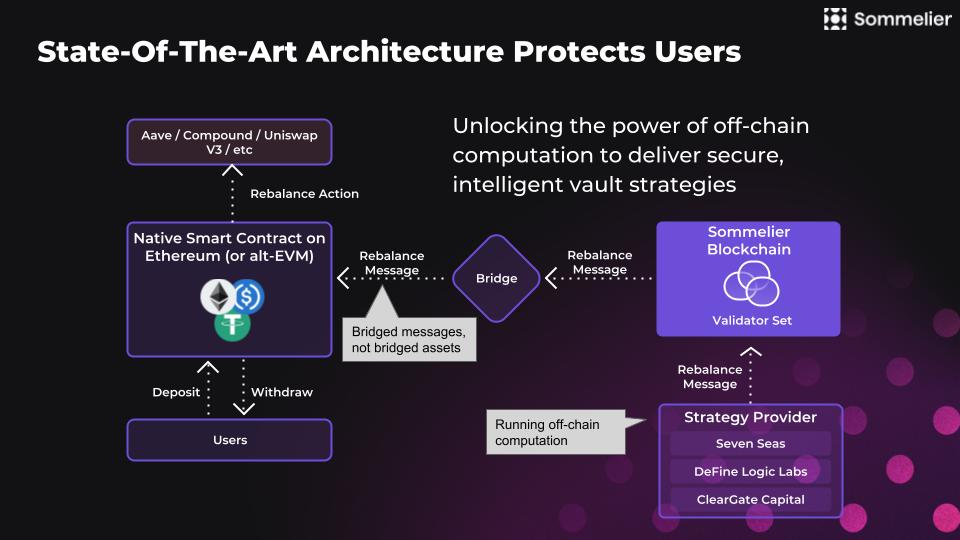 Sommelier
State-Of-The-Art Architecture Protects Users
Unlocking the power of off-chain
computation to deliver secure,
intelligent vault strategies
Aave / Compound / Uniswap
V3 / etc
Rebalance Action
Native Smart Contract on
Ethereum (or alt-EVM)
Rebalance
Message
Bridge
Rebalance
Message
Sommelier
Blockchain
Validator Set
Bridged messages,
not bridged assets
Deposit
Withdraw
Users
Rebalance
Message
Running off-chain
computation
Strategy Provider
Seven Seas
DeFine Logic Labs
ClearGate Capital